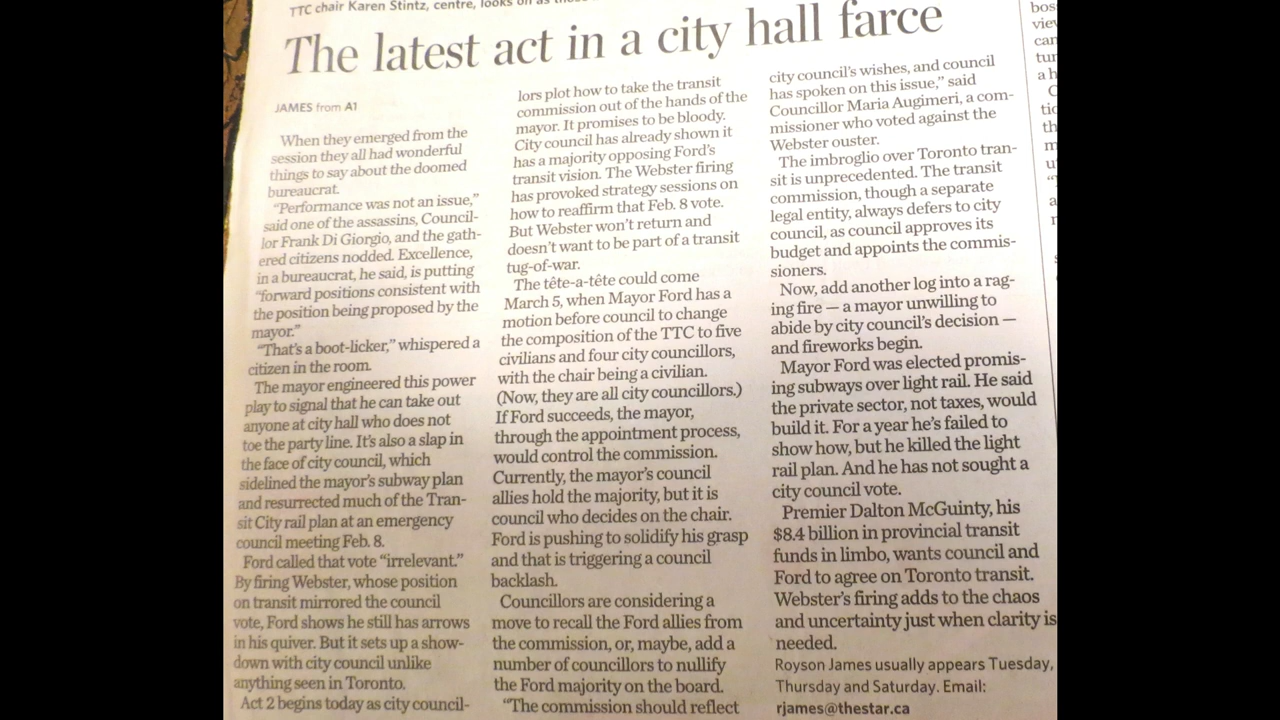 TTC chair Karen Stintz, centre, looks on as
The latest act in a city hall farce
JAMES from A1
When they emerged from the
session they all had wonderful
things to say about the doomed
bureaucrat.
“Performance was not an issue,”
said one of the assassins, Council-
lor Frank Di Giorgio, and the gath-
ered citizens nodded. Excellence,
in a bureaucrat, he said, is putting
“forward positions consistent with
the position being proposed by the
mayor.”
“That’s a boot-licker,” whispered a
citizen in the room.
The mayor engineered this power
play to signal that he can take out
anyone at city hall who does not
toe the party line. It’s also a slap in
the face of city council, which
sidelined the mayor’s subway plan
and resurrected much of the Tran-
sit City rail plan at an emergency
council meeting Feb. 8.
Ford called that vote “irrelevant.”
By firing Webster, whose position
on transit mirrored the council
vote, Ford shows he still has arrows
in his quiver. But it sets up a show-
down with city council unlike
anything seen in Toronto.
Act 2 begins today as city council-
lors plot how to take the transit
commission out of the hands of the
mayor. It promises to be bloody.
City council has already shown it
has a majority opposing Ford’s
transit vision. The Webster firing
has provoked strategy sessions on
how to reaffirm that Feb. 8 vote.
But Webster won’t return and
doesn’t want to be part of a transit
tug-of-war.
The tête-a-tête could come
March 5, when Mayor Ford has a
motion before council to change
the composition of the TTC to five
civilians and four city councillors,
with the chair being a civilian.
(Now, they are all city councillors.)
If Ford succeeds, the mayor,
through the appointment process,
would control the commission.
Currently, the mayor’s council
allies hold the majority, but it is
council who decides on the chair.
Ford is pushing to solidify his grasp
and that is triggering a council
backlash.
Councillors are considering a
move to recall the Ford allies from
the commission, or, maybe, add a
number of councillors to nullify
the Ford majority on the board.
“The commission should reflect
city council’s wishes, and council
has spoken on this issue,” said
Councillor Maria Augimeri, a com-
missioner who voted against the
Webster ouster.
The imbroglio over Toronto tran-
sit is unprecedented. The transit
commission, though a separate
legal entity, always defers to city
council, as council approves its
budget and appoints the commis-
sioners.
Now, add another log into a rag-
ing fire — a mayor unwilling to
abide by city council’s decision —
and fireworks begin.
Mayor Ford was elected promis-
ing subways over light rail. He said
the private sector, not taxes, would
build it. For a year he’s failed to
show how, but he killed the light
rail plan. And he has not sought a
city council vote.
Premier Dalton McGuinty, his
$8.4 billion in provincial transit
funds in limbo, wants council and
Ford to agree on Toronto transit.
Webster’s firing adds to the chaos
and uncertainty just when clarity is
needed.
Royson James usually appears Tuesday,
Thursday and Saturday. Email:
rjames@thestar.ca